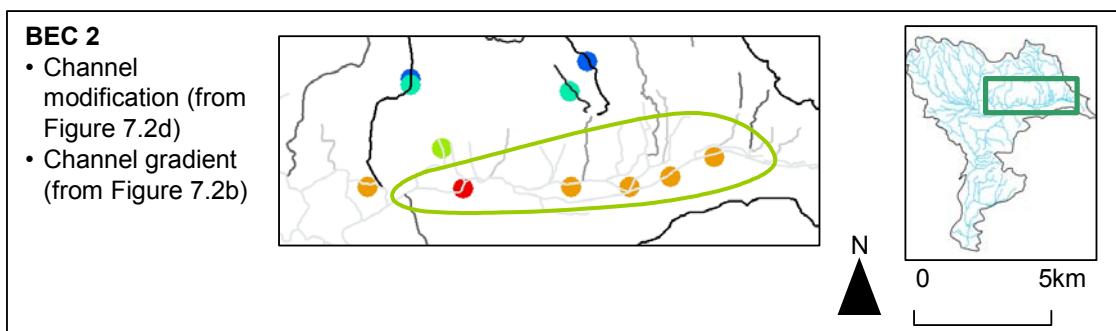 BEC 2
• Channel
modification (from
Figure 7.2d)
• Channel gradient
(from Figure 7.2b)
N
0 5km